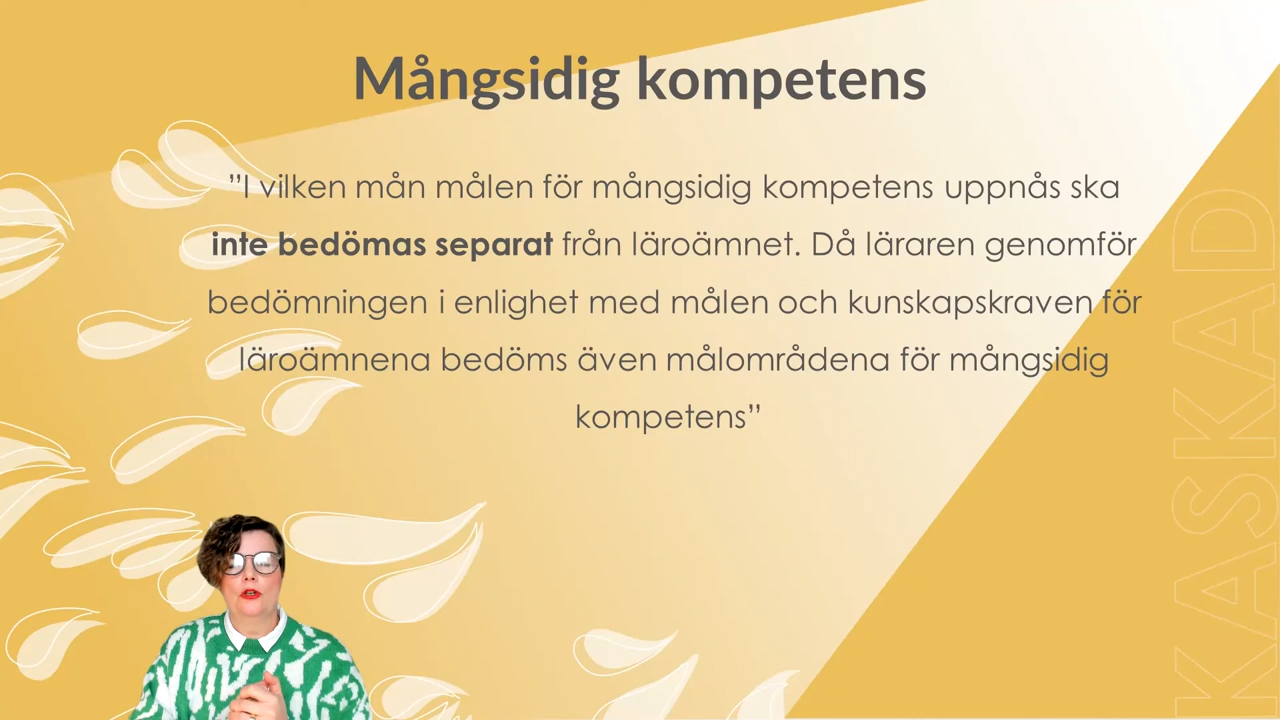 Mångsidig kompetens
”I vilken mån målen för mångsidig kompetens uppnås ska
inte bedömas separat från läroämnet. Då läraren genomför
bedömningen i enlighet med målen och kunskapskraven för
läroämnena bedöms även målområdena för mångsidig
kompetens”
KASKAD